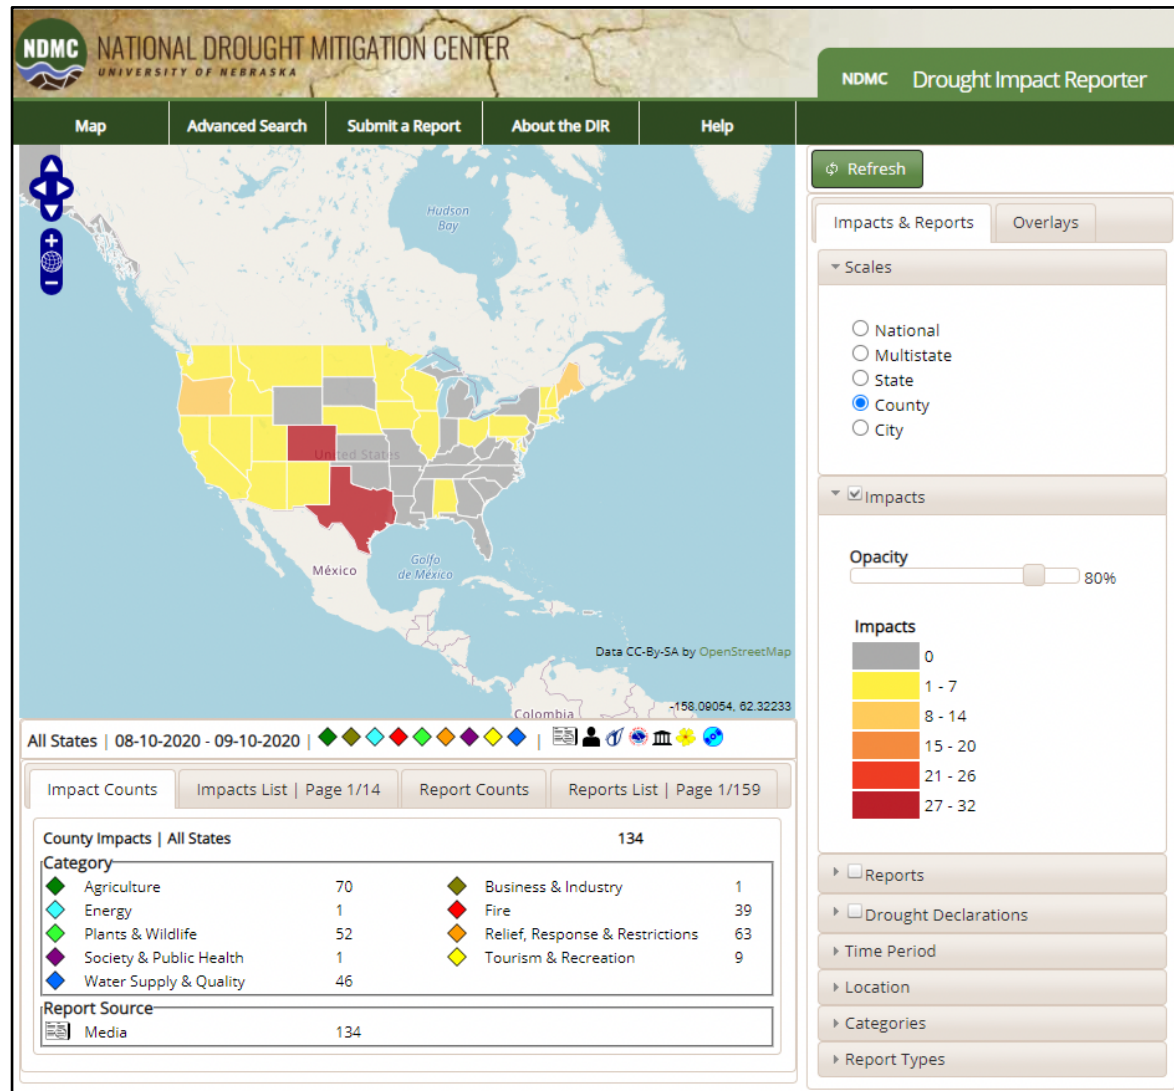 NDMC
NATIONAL DROUGHT MITIGATION CENTER
UNIVERSITY OF NEBRASKA
NDMC Drought Impact Reporter
Map Advanced Search Submit a Report About the DIR Help
Refresh
Impacts & Reports Overlays
Scales
National
Multistate
State
County
City
Impacts
Opacity
80%
Impacts
0
1 - 7
8 - 14
15 - 20
21 - 26
27 - 32
Reports
Drought Declarations
Time Period
Location
Categories
Report Types
Hudson
Bay
United States
México
Golfo
de México
Data CC-By-SA by OpenStreetMap
-158.09054, 62.32233
Colombia
All States | 08-10-2020 - 09-10-2020 | |
Impact Counts Impacts List | Page 1/14 Report Counts Reports List | Page 1/159
County Impacts | All States 134
Category
Agriculture 70 Business & Industry 1
Energy 1 Fire 39
Plants & Wildlife 52 Relief, Response & Restrictions 63
Society & Public Health 1 Tourism & Recreation 9
Water Supply & Quality 46
Report Source
Media 134